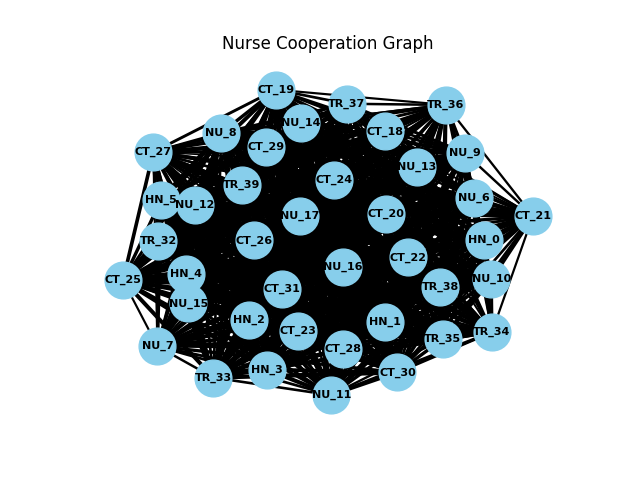 Nurse Cooperation Graph
CT_19
TR_37
TR_36
NU_14
NU_8
CT_18
CT_29
CT_27
NU_9
NU_13
CT_24
TR_39
HN_5
NU_12
NU_6
NU_17
CT_20
CT_21
TR_32
CT_26
HN_0
CT_22
NU_16
HN_4
CT_25
NU_10
TR_38
CT_31
NU_15
HN_2
HN_1
CT_23
TR_34
TR_35
NU_7
CT_28
HN_3
CT_30
TR_33
NU_11